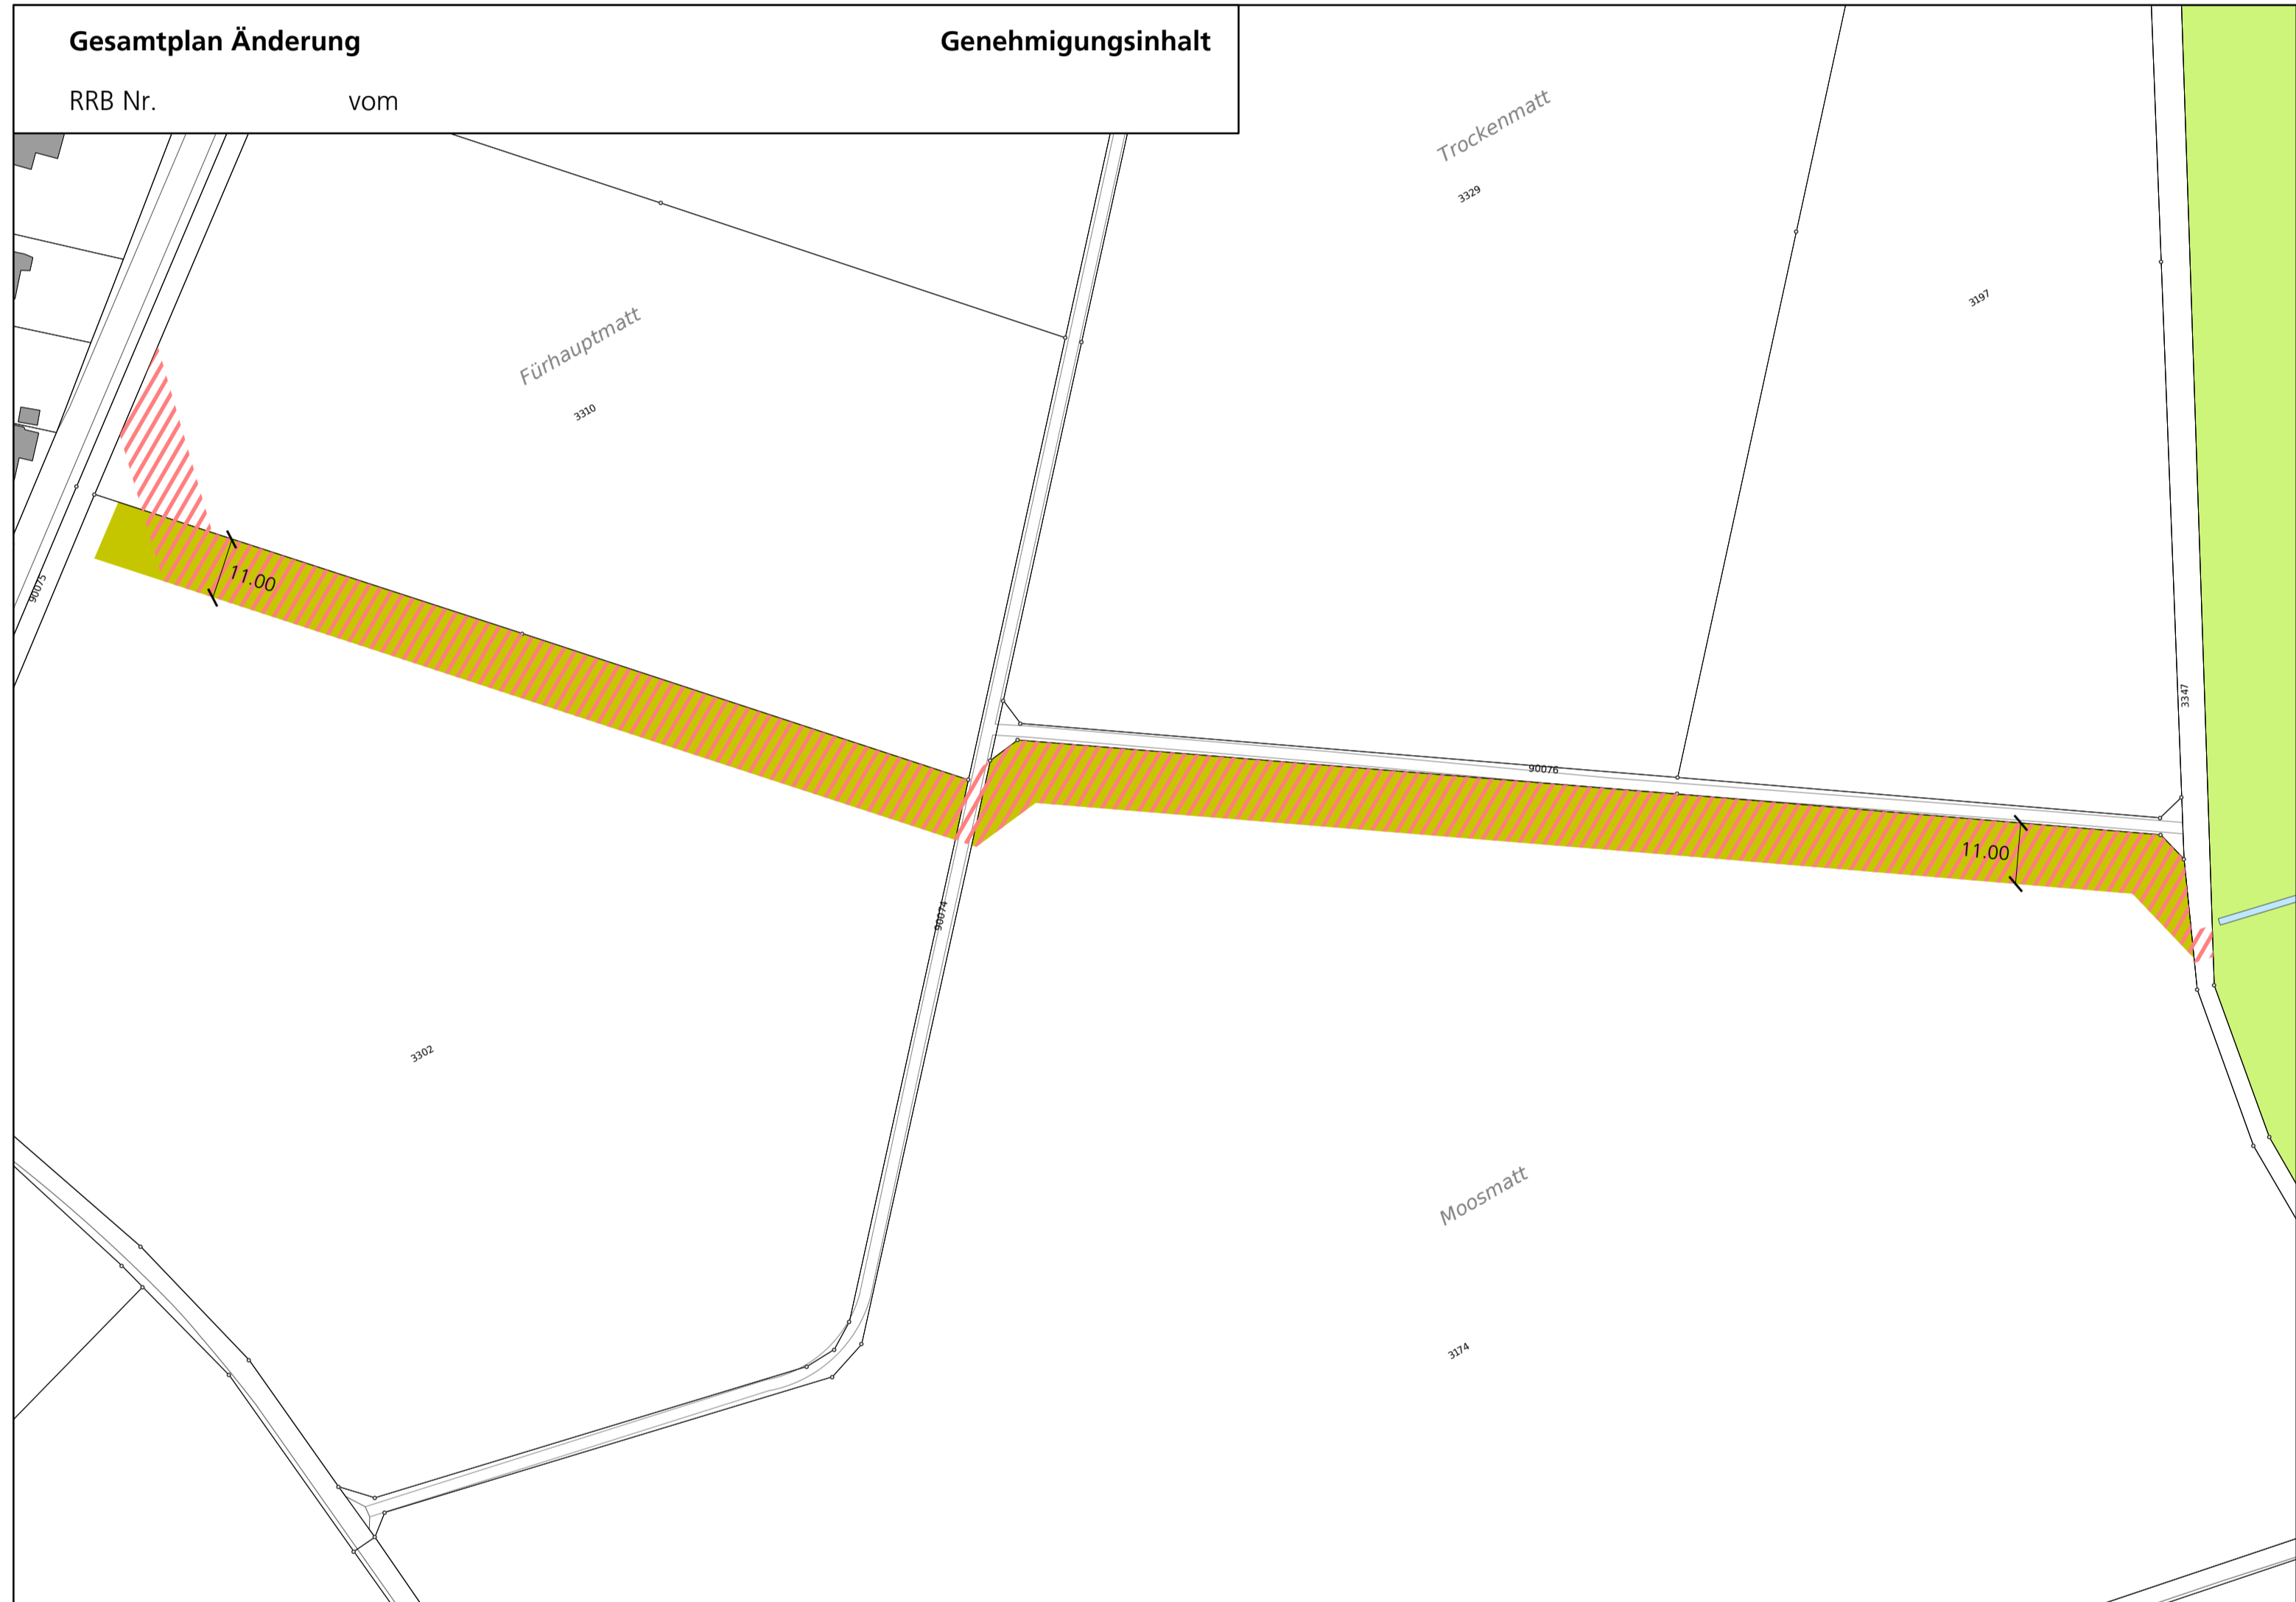 Gesamtplan Änderung
Genehmigungsinhalt
RRB Nr.
vom
Trockenmatt
3329
3197
Fürhauptmatt
3310
90075
11.00
3347
90076
11.00
90074
3302
Moosmatt
3174